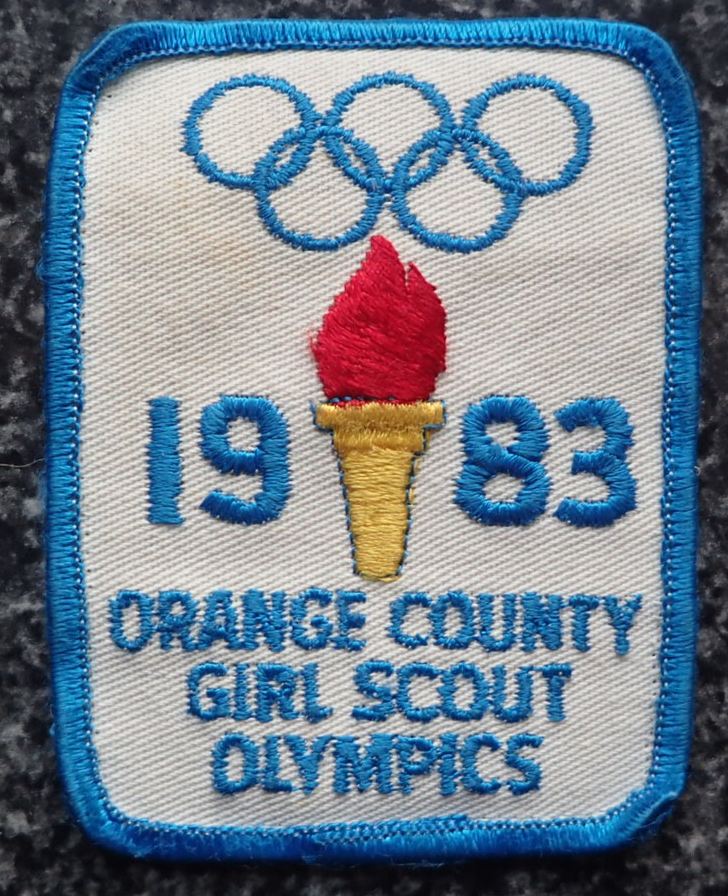 1983
ORANGE COUNTY
GIRL SCOUT
OLYMPICS